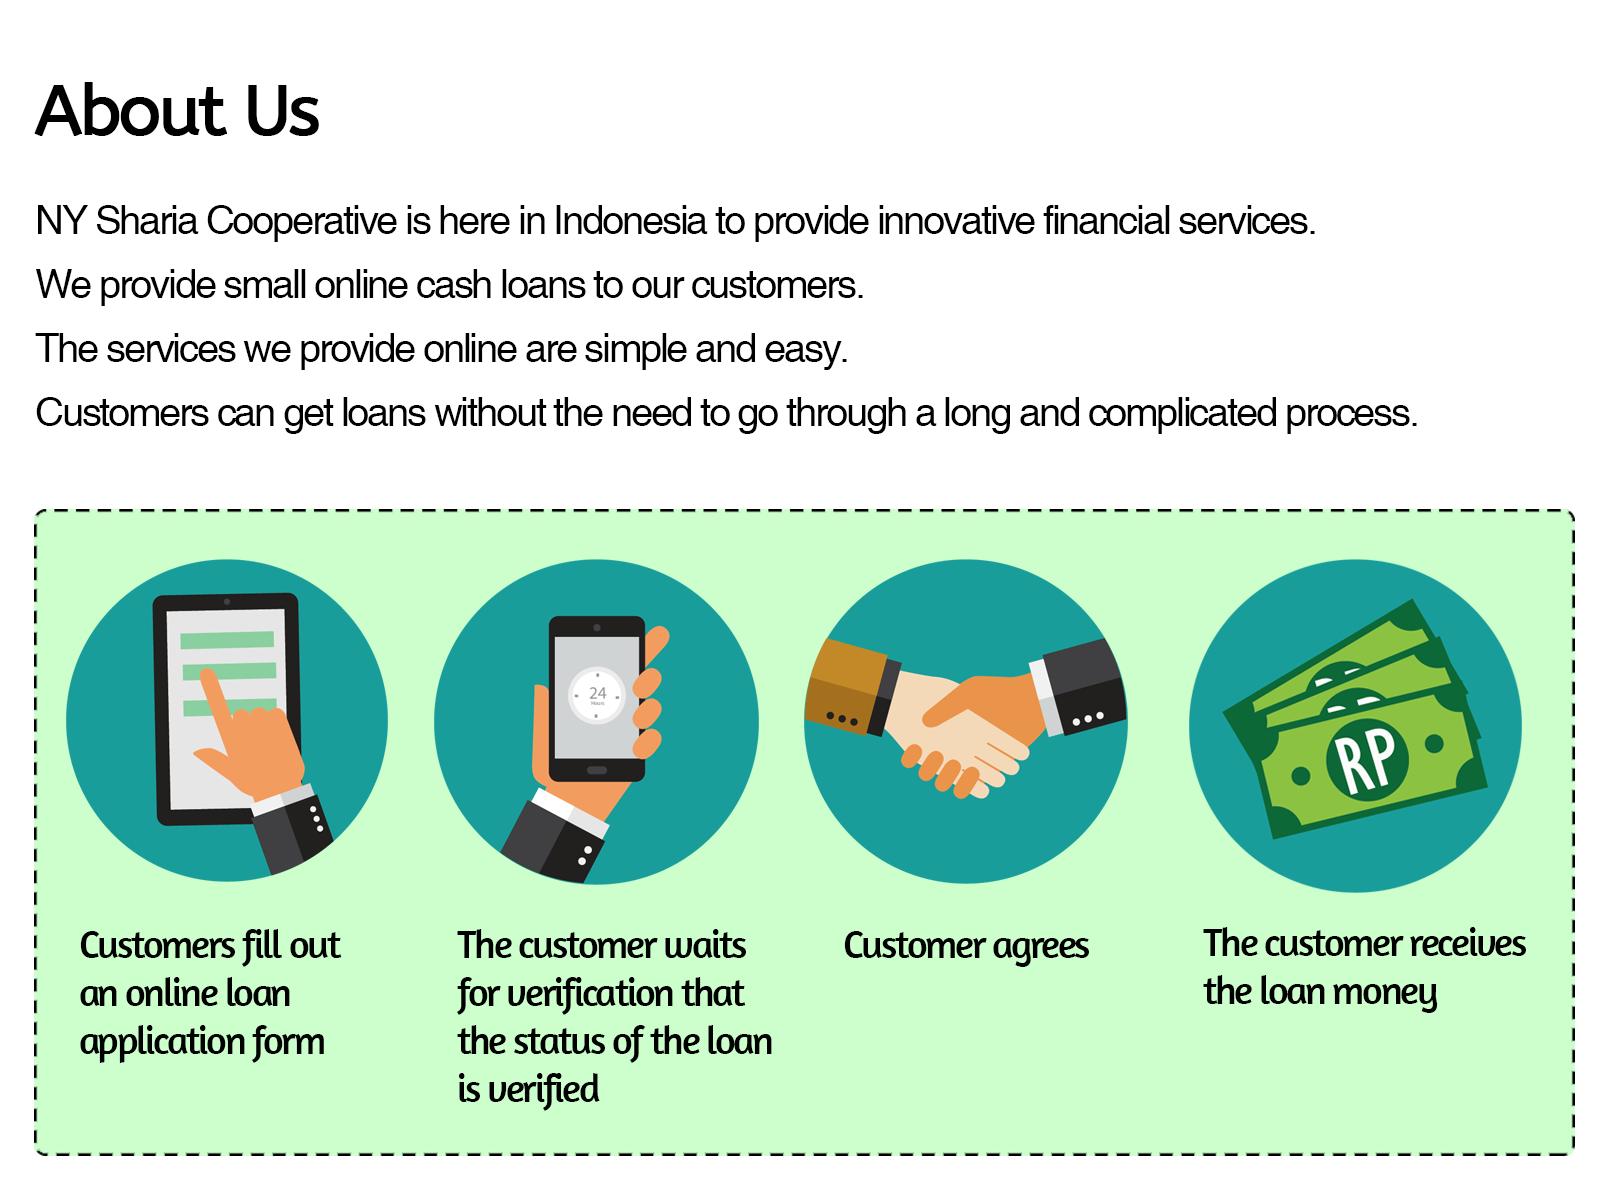 About Us
NY Sharia Cooperative is here in Indonesia to provide innovative financial services.
We provide small online cash loans to our customers.
The services we provide online are simple and easy.
Customers can get loans without the need to go through a long and complicated process.
24
Hours
RP
Customers fill out
an online loan
application form
The customer waits
for verification that
the status of the loan
is verified
Customer agrees
The customer receives
the loan money